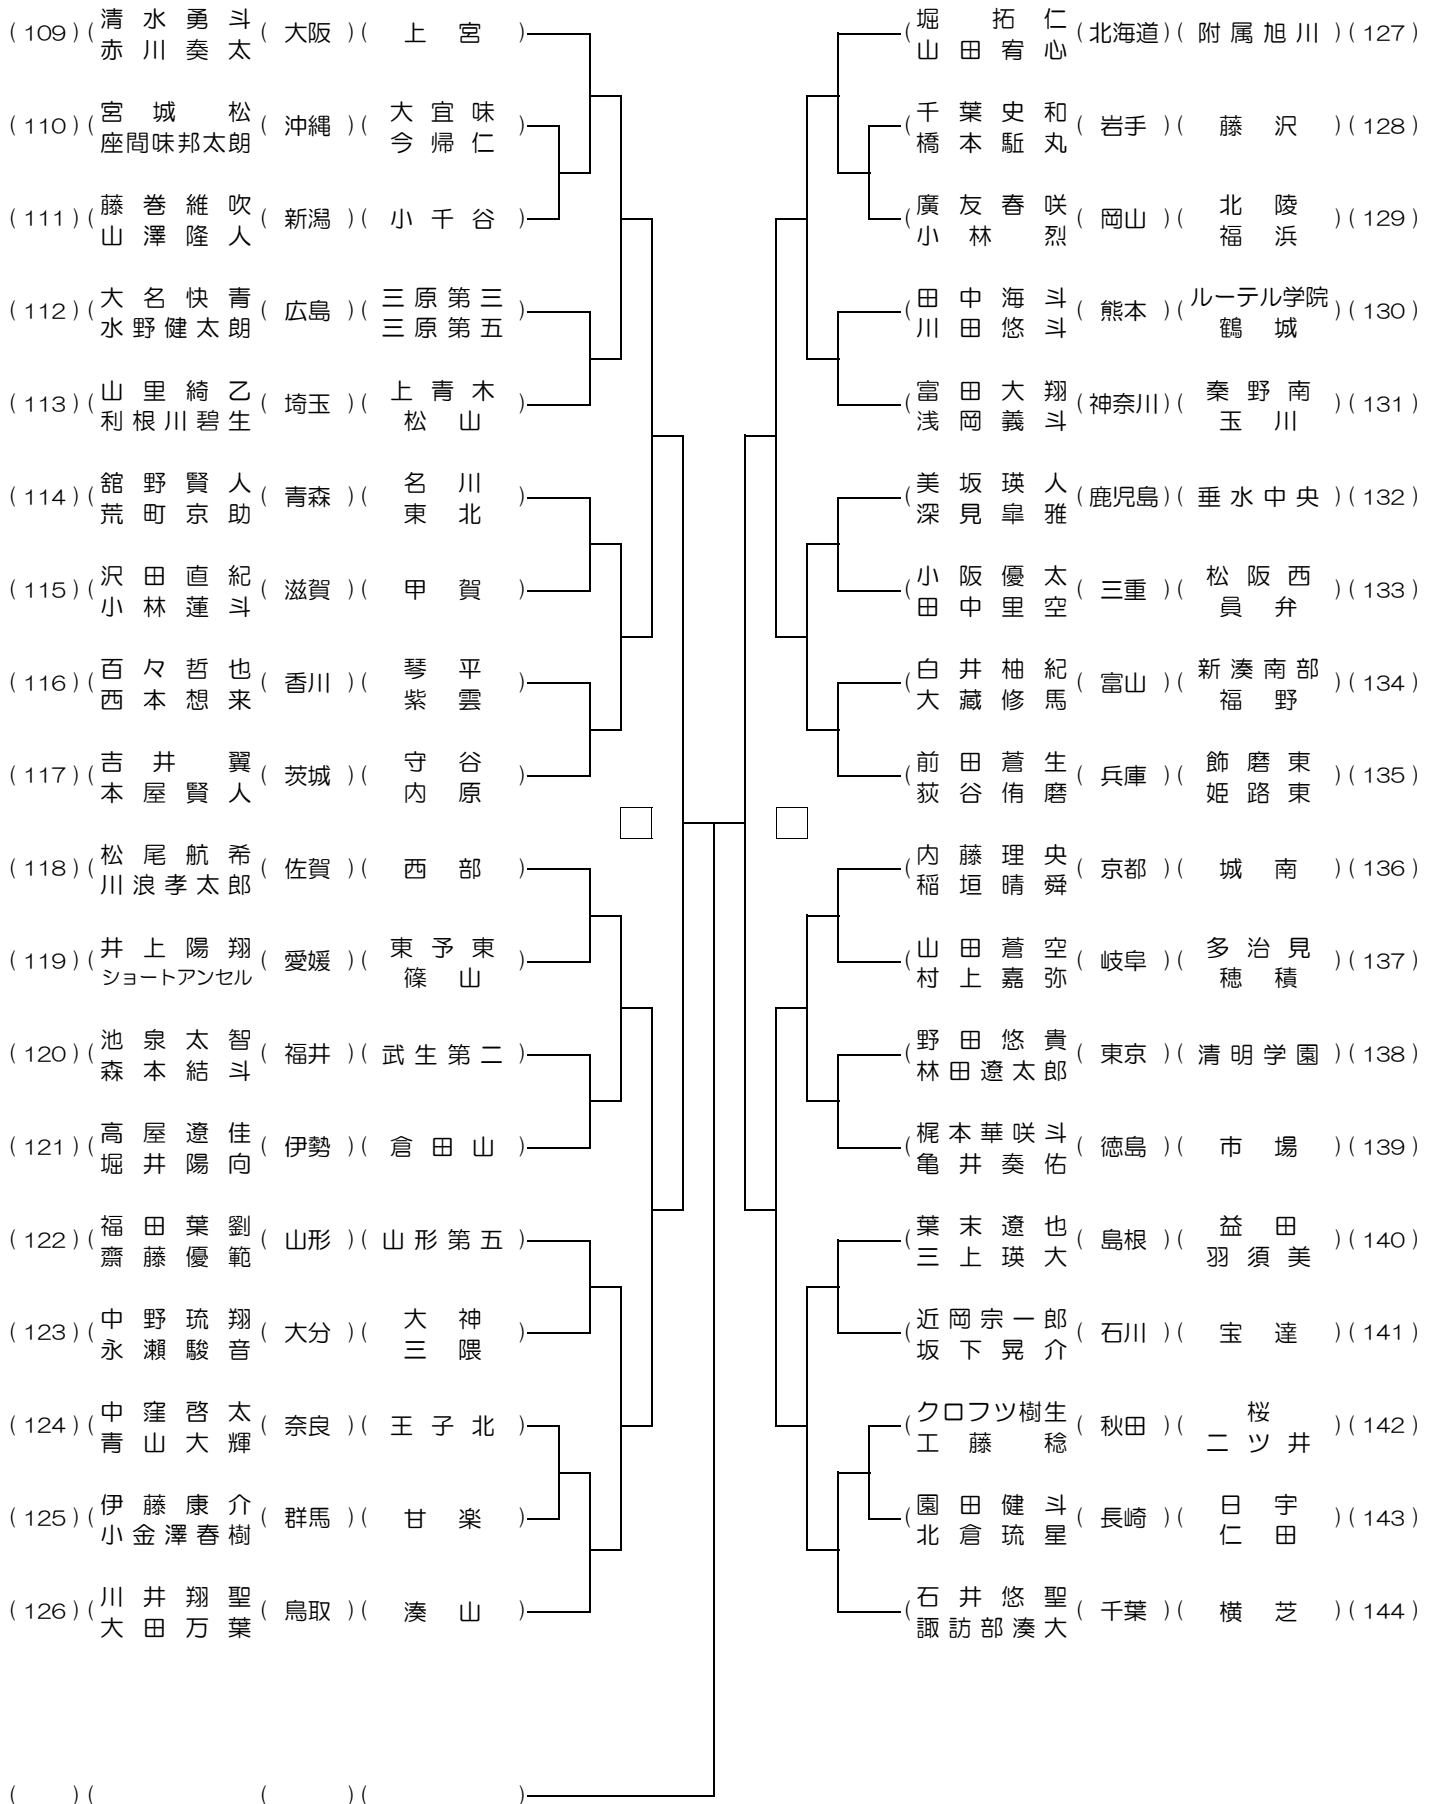 (109)(清水勇斗 赤川奏太(大阪)(上宮)
(110)(宮城松 座間味邦太朗(沖縄)(大宜味 今帰仁)
(111)(藤巻維吹 山澤隆人(新潟)(小千谷)
(112)(大名快青 水野健太朗(広島)(三原第三 三原第五)
(113)(山里綺乙 利根川碧生(埼玉)(上青木 松山)
(114)(舘野賢人 荒町京助(青森)(名川 東北)
(115)(沢田直紀 小林蓮斗(滋賀)(甲賀)
(116)(百々哲也 西本想来(香川)(琴平 紫雲)
(117)(吉井翼 本屋賢人(茨城)(守谷 内原)
(118)(松尾航希 川浪孝太郎(佐賀)(西部)
(119)(井上陽翔 ショートアンセル(愛媛)(東予東 篠山)
(120)(池泉太智 森本結斗(福井)(武生第二)
(121)(高屋遼佳 堀井陽向(伊勢)(倉田山)
(122)(福田葉劉 齋藤優範(山形)(山形第五)
(123)(中野琉翔 永瀬駿音(大分)(大神 三隈)
(124)(中窪啓太 青山大輝(奈良)(王子北)
(125)(伊藤康介 小金澤春樹(群馬)(甘楽)
(126)(川井翔聖 大田万葉(鳥取)(湊山)
( )( ( )( )
(堀拓仁 山田宥心(北海道)(附属旭川)(127)
(千葉史和 橋本駈丸(岩手)(藤沢)(128)
(廣友春咲 小林烈(岡山)(北陵 福浜)(129)
(田中海斗 川田悠斗(熊本)(ルーテル学院 鶴城)(130)
(富田大翔 浅岡義斗(神奈川)(秦野南 玉川)(131)
(美坂瑛人 深見皐雅(鹿児島)(垂水中央)(132)
(小阪優太 田中里空(三重)(松阪西 員弁)(133)
(白井柚紀 大藏修馬(富山)(新湊南部 福野)(134)
(前田蒼生 荻谷侑磨(兵庫)(飾磨東 姫路東)(135)
(内藤理央 稲垣晴舜(京都)(城南)(136)
(山田蒼空 村上嘉弥(岐阜)(多治見 穂積)(137)
(野田悠貴 林田遼太郎(東京)(清明学園)(138)
(梶本華咲斗 亀井奏佑(徳島)(市場)(139)
(葉末遼也 三上瑛大(島根)(益田 羽須美)(140)
(近岡宗一郎 坂下晃介(石川)(宝達)(141)
(クロフツ樹生 工藤稔(秋田)(桜 二ツ井)(142)
(園田健斗 北倉琉星(長崎)(日宇 仁田)(143)
(石井悠聖 諏訪部湊大(千葉)(横芝)(144)